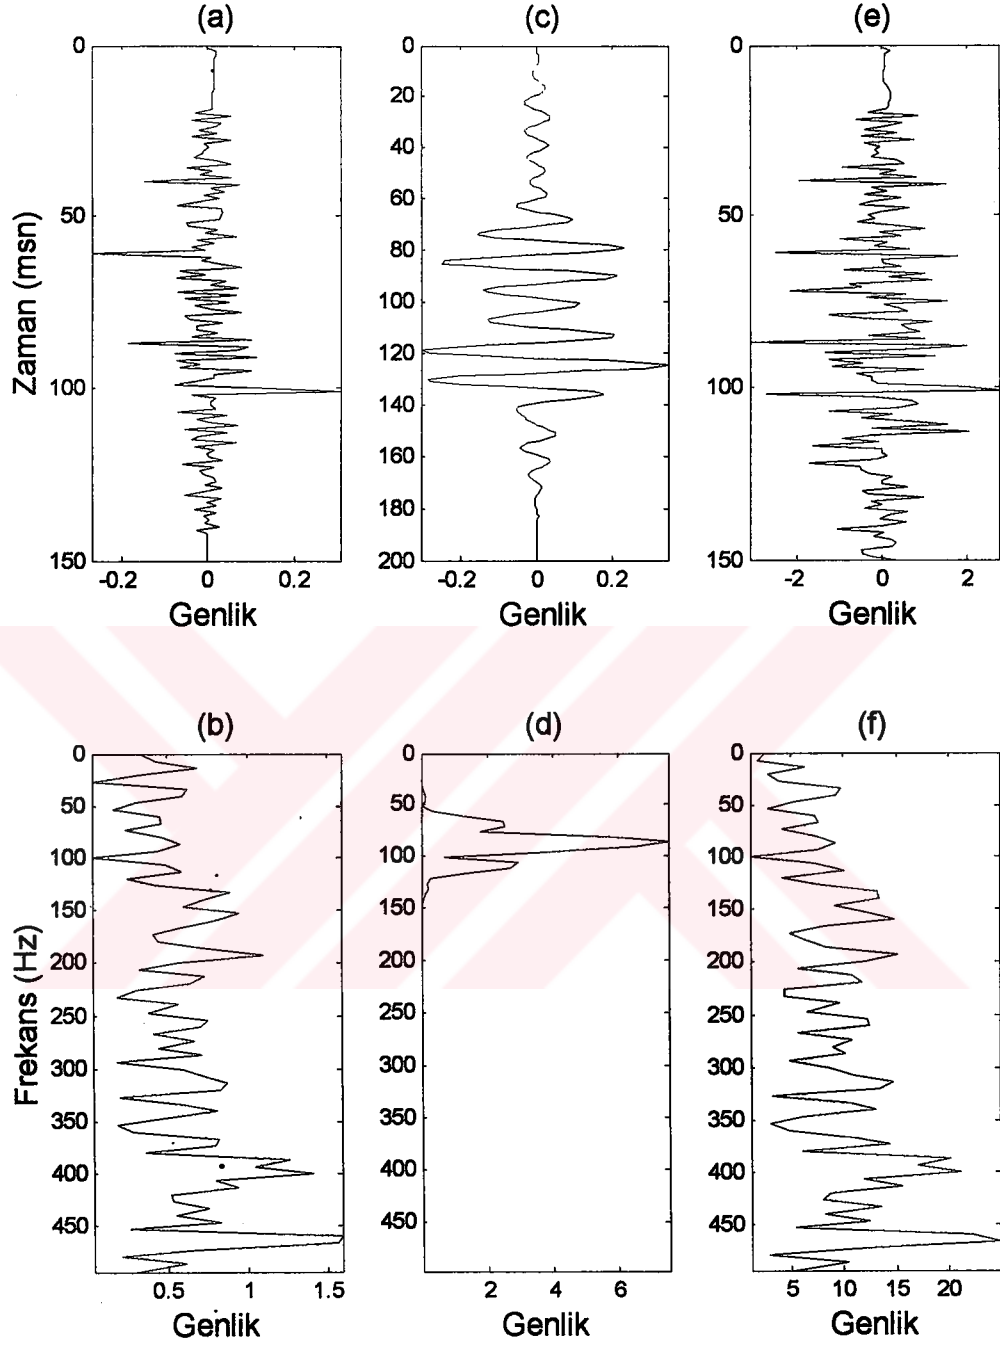 (a) (c) (e)
0 0 0
20
40
50 60 50
80
100
100 120 100
140
160
180
150 200 150
-0.2 0 0.2 -0.2 0 0.2 -2 0 2
Zaman (msn)
Genlik Genlik Genlik
(b) (d) (f)
0 0 0
50 50 50
100 100 100
150 150 150
200 200 200
250 250 250
300 300 300
350 350 350
400 400 400
450 450 450
0.5 1 1.5 2 4 6 5 10 15 20
Frekans (Hz)
Genlik Genlik Genlik